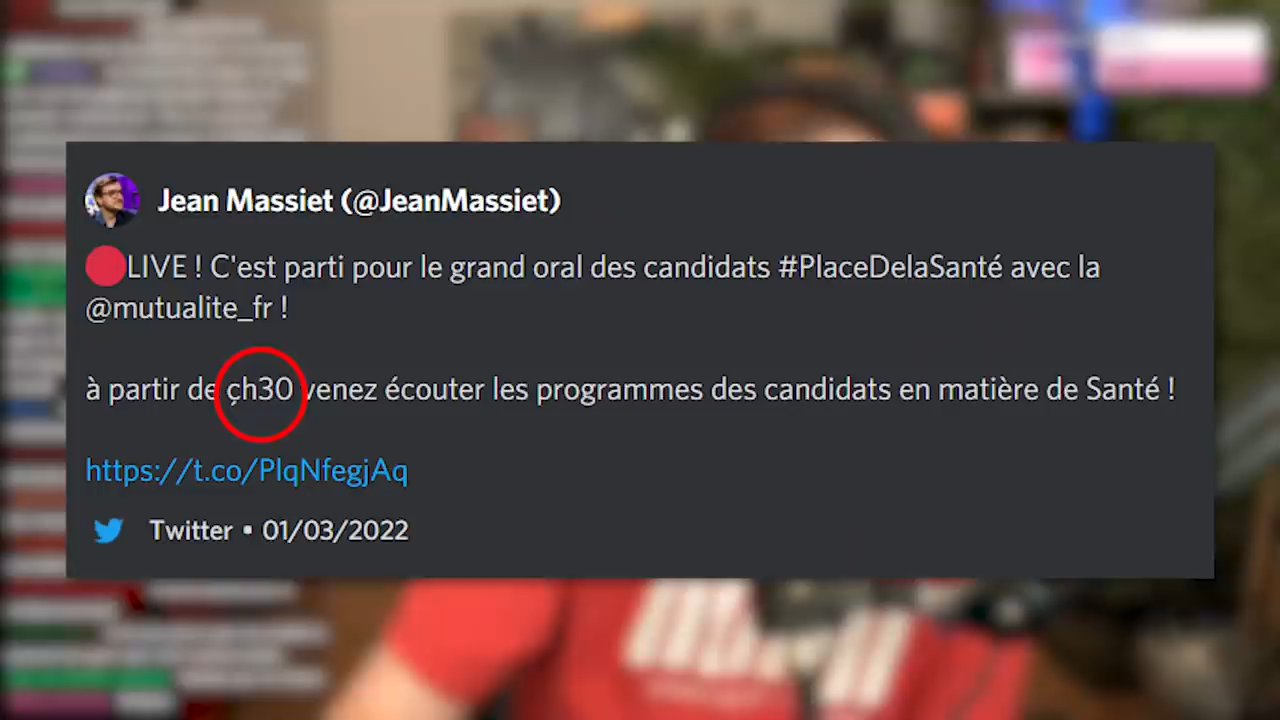 Jean Massiet (@JeanMassiet)
🔴LIVE ! C'est parti pour le grand oral des candidats #PlaceDelaSanté avec la
@mutualite_fr !
à partir de çh30 venez écouter les programmes des candidats en matière de Santé !
https://t.co/PlqNfegjAq
Twitter • 01/03/2022